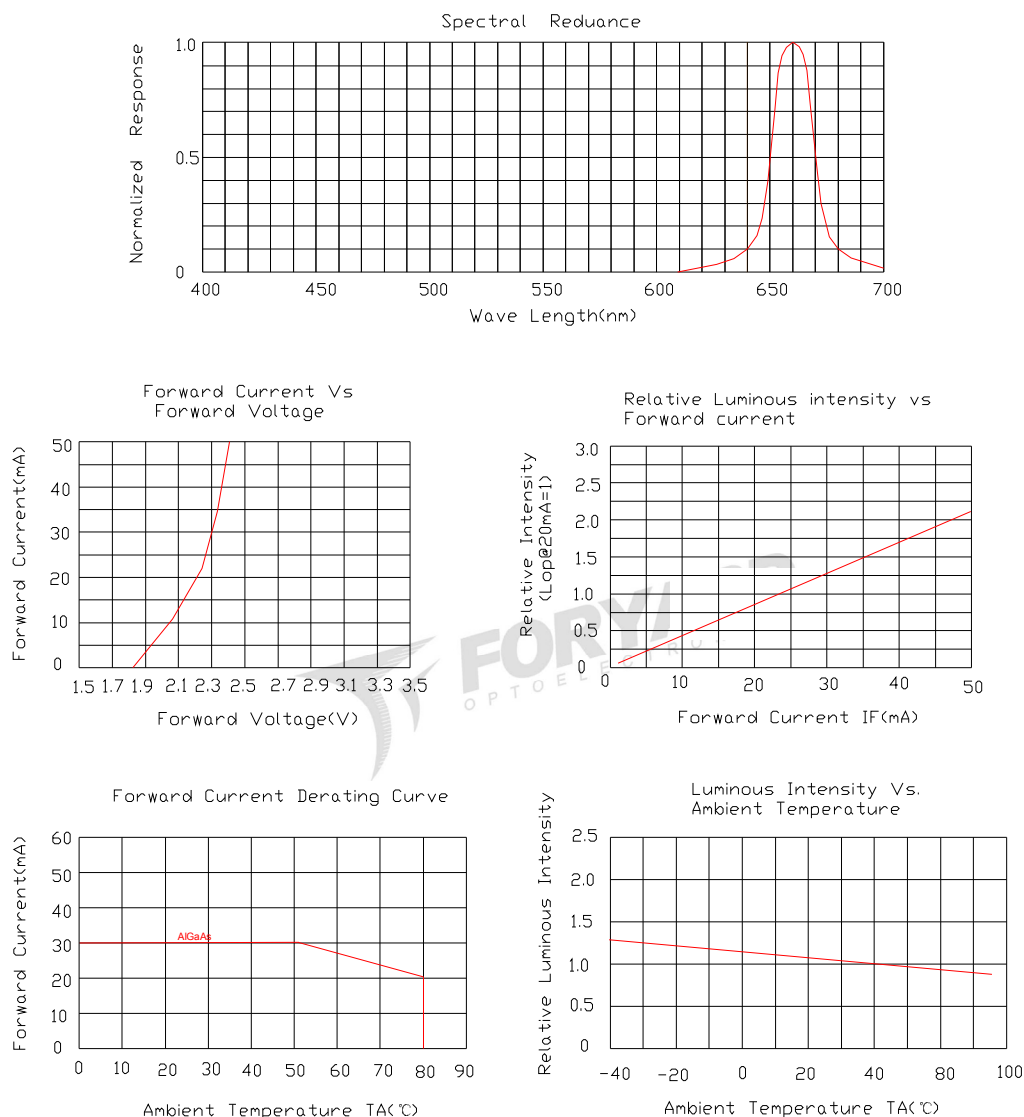 Spectral Reduance
Normalized Response
1.0
0.5
0
400 450 500 550 600 650 700
Wave Length(nm)
Forward Current Vs
Forward Voltage
Forward Current(mA)
50
40
30
20
10
0
1.5 1.7 1.9 2.1 2.3 2.5 2.7 2.9 3.1 3.3 3.5
Forward Voltage(V)
Relative Luminous intensity vs
Forward current
Relative Intensity
(Lop@20mA=1)
3.0
2.5
2.0
1.5
1.0
0.5
0
0 10 20 30 40 50
Forward Current IF(mA)
Forward Current Derating Curve
Forward Current(mA)
60
50
40
30
20
10
0
AlGaAs
0 10 20 30 40 50 60 70 80 90
Ambient Temperature TA(℃)
Luminous Intensity Vs.
Ambient Temperature
Relative Luminous Intensity
2.5
2.0
1.5
1.0
0.5
0
-40 -20 0 20 40 60 80 100
Ambient Temperature TA(℃)